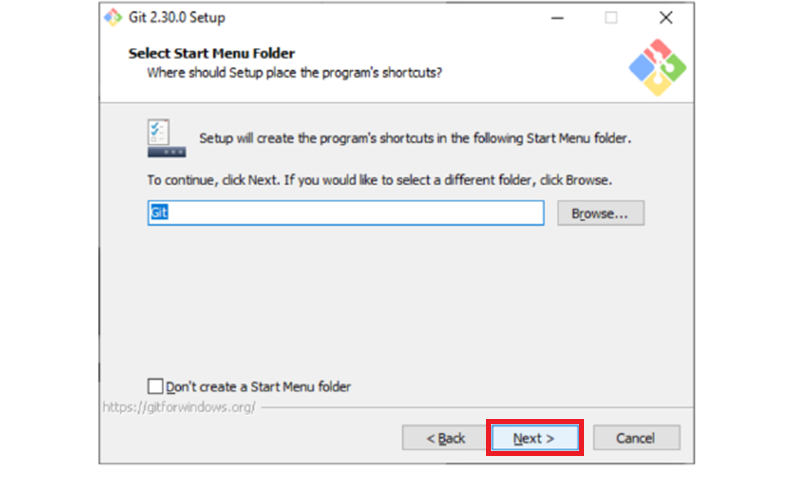 Git 2.30.0 Setup
Select Start Menu Folder
Where should Setup place the program's shortcuts?
Setup will create the program's shortcuts in the following Start Menu folder.
To continue, click Next. If you would like to select a different folder, click Browse.
Git
Browse...
Don't create a Start Menu folder
https://gitforwindows.org/
< Back
Next >
Cancel